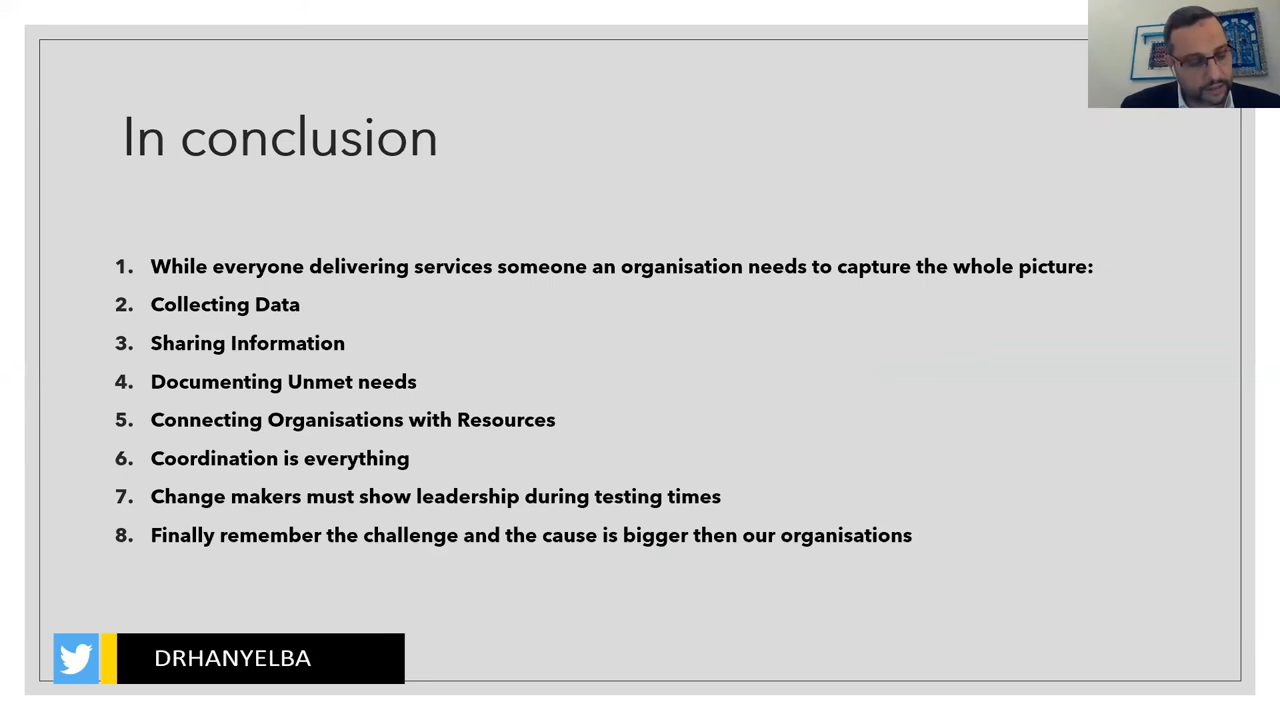 In conclusion
1. While everyone delivering services someone an organisation needs to capture the whole picture:
2. Collecting Data
3. Sharing Information
4. Documenting Unmet needs
5. Connecting Organisations with Resources
6. Coordination is everything
7. Change makers must show leadership during testing times
8. Finally remember the challenge and the cause is bigger then our organisations
DRHANYELBA